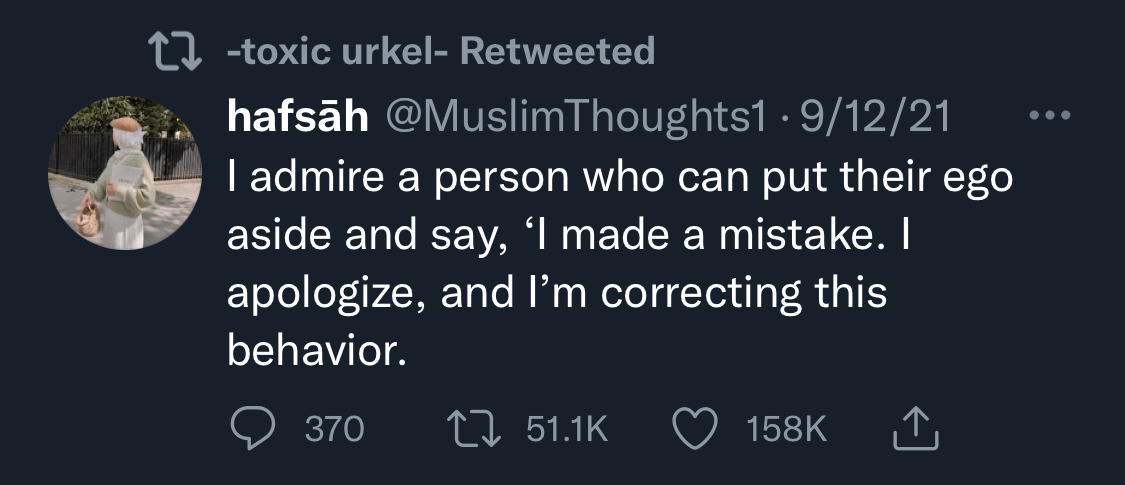 -toxic urkel- Retweeted
hafsāh @MuslimThoughts1 · 9/12/21
I admire a person who can put their ego
aside and say, ‘I made a mistake. I
apologize, and I’m correcting this
behavior.
370 51.1K 158K